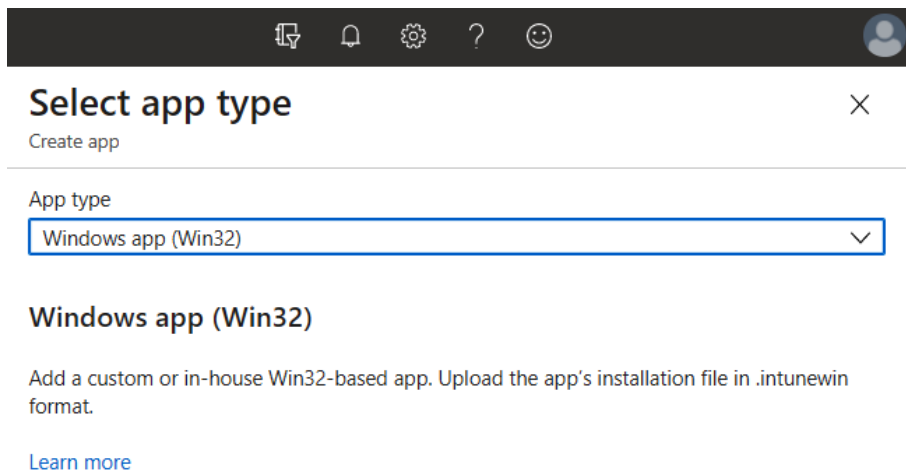 Select app type
Create app
App type
Windows app (Win32)
Windows app (Win32)
Add a custom or in-house Win32-based app. Upload the app's installation file in .intunewin
format.
Learn more